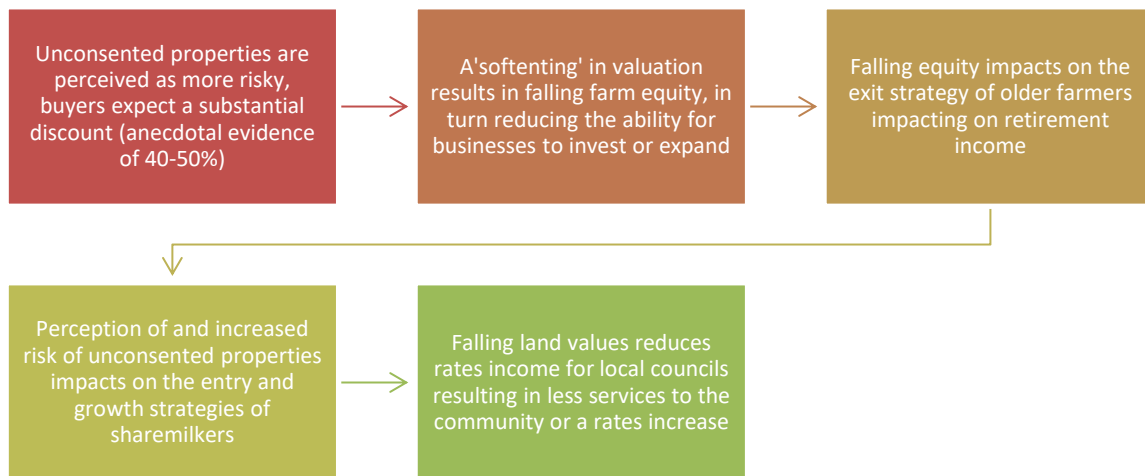 Unconsented properties are
perceived as more risky,
buyers expect a substantial
discount (anecdotal evidence
of 40-50%)
A'softenting' in valuation
results in falling farm equity, in
turn reducing the ability for
businesses to invest or expand
Falling equity impacts on the
exit strategy of older farmers
impacting on retirement
income
Perception of and increased
risk of unconsented properties
impacts on the entry and
growth strategies of
sharemilkers
Falling land values reduces
rates income for local councils
resulting in less services to the
community or a rates increase